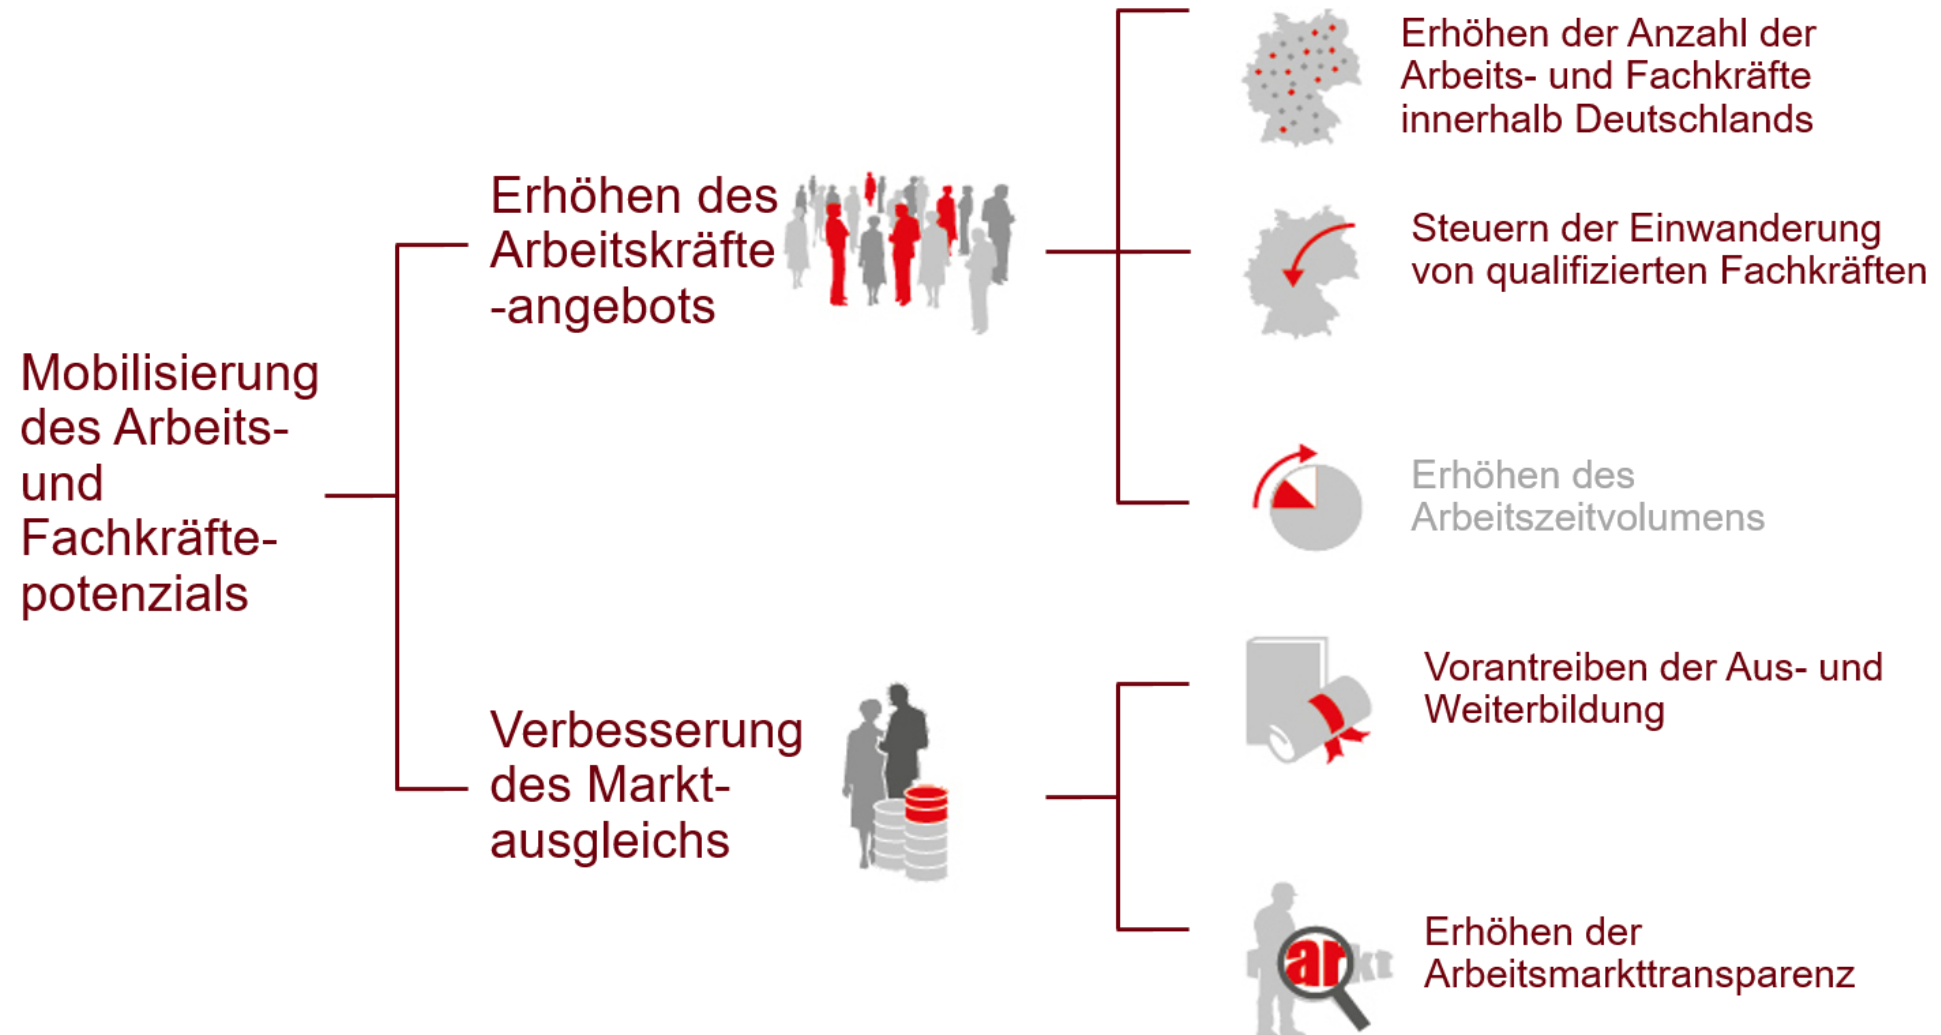 Mobilisierung
des Arbeits-
und
Fachkräfte-
potenzials
Erhöhen des
Arbeitskräfte
-angebots
Erhöhen der Anzahl der
Arbeits- und Fachkräfte
innerhalb Deutschlands
Steuern der Einwanderung
von qualifizierten Fachkräften
Erhöhen des
Arbeitszeitvolumens
Verbesserung
des Markt-
ausgleichs
Vorantreiben der Aus- und
Weiterbildung
arkt
Erhöhen der
Arbeitsmarkttransparenz